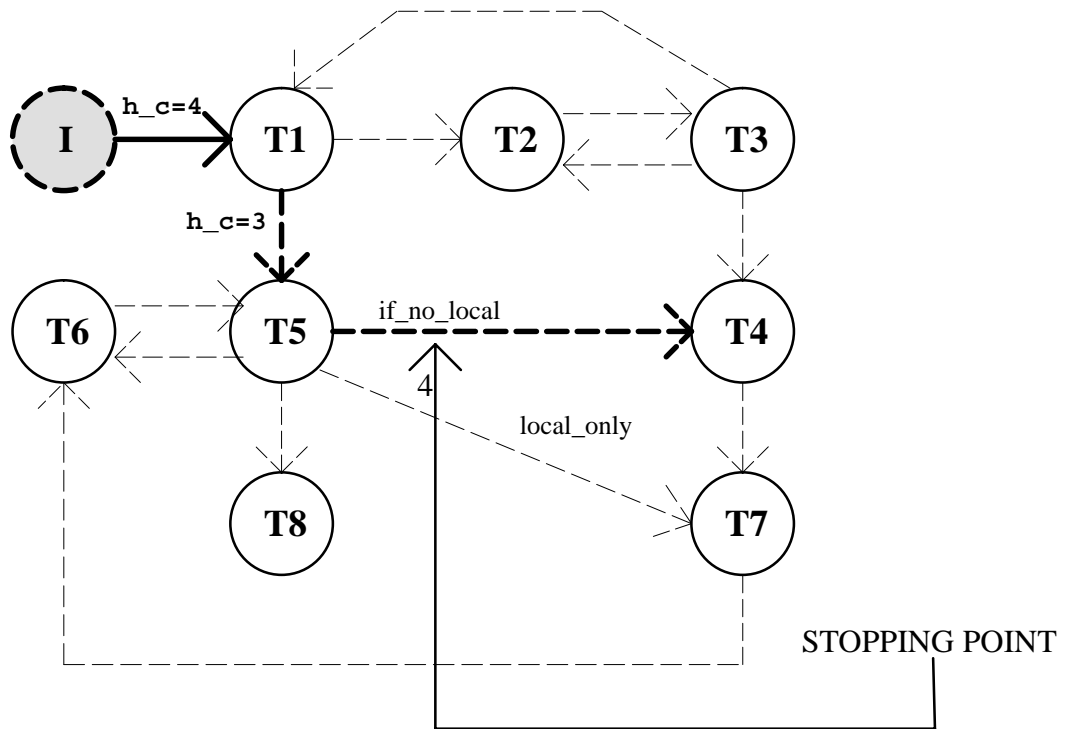 h_c=4
I
T1
T2
T3
h_c=3
if_no_local
T6
T5
T4
4
local_only
T8
T7
STOPPING POINT